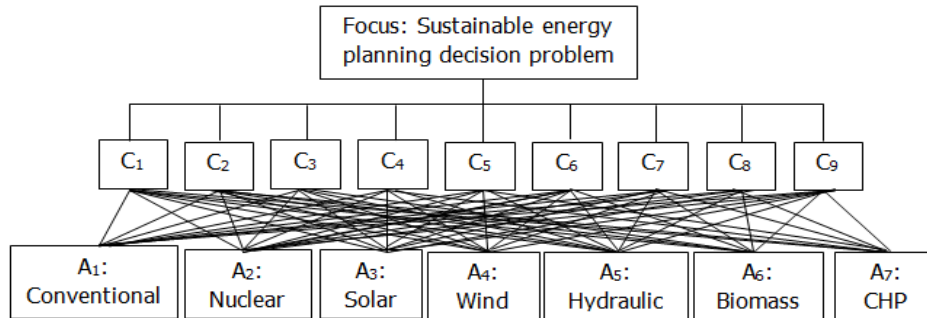 Focus: Sustainable energy
planning decision problem
C₁ C₂ C₃ C₄ C₅ C₆ C₇ C₈ C₉
A₁: A₂: A₃: A₄: A₅: A₆: A₇:
Conventional Nuclear Solar Wind Hydraulic Biomass CHP